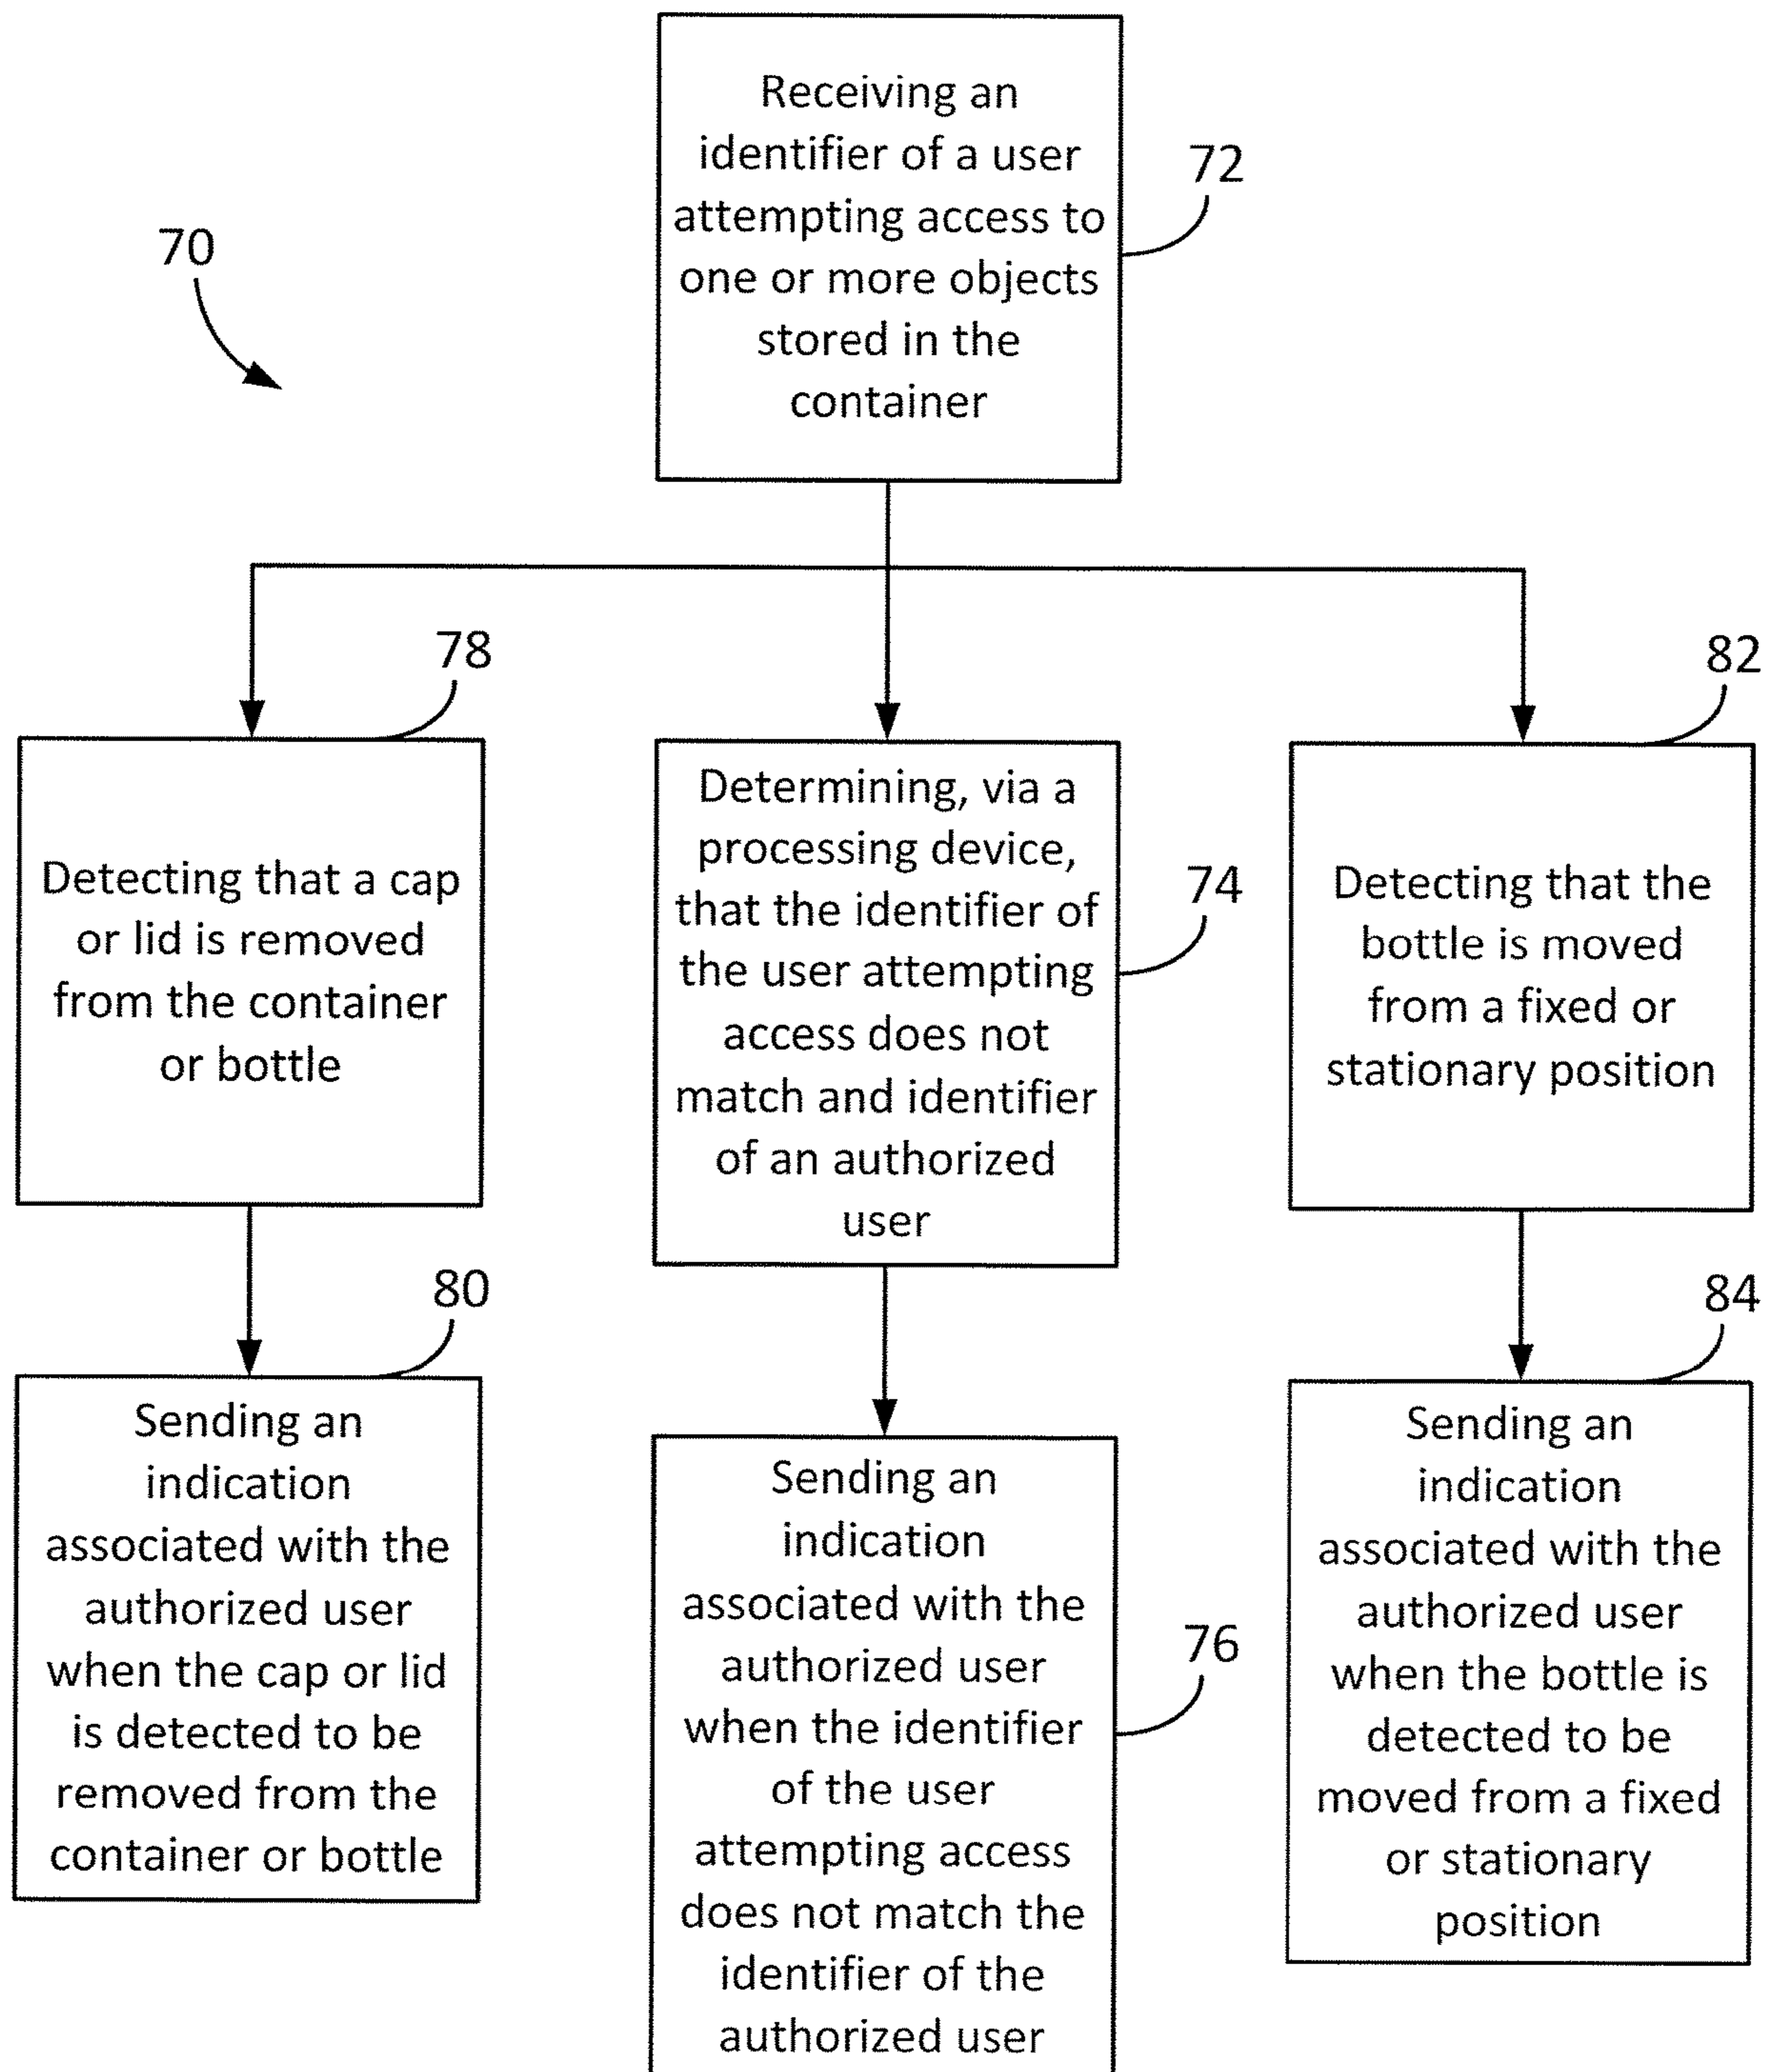 Receiving an
identifier of a user
attempting access to
one or more objects
stored in the
container
72
70
78
Detecting that a cap
or lid is removed
from the container
or bottle
Determining, via a
processing device,
that the identifier of
the user attempting
access does not
match and identifier
of an authorized
user
74
82
Detecting that the
bottle is moved
from a fixed or
stationary position
80
Sending an
indication
associated with the
authorized user
when the cap or lid
is detected to be
removed from the
container or bottle
Sending an
indication
associated with the
authorized user
when the identifier
of the user
attempting access
does not match the
identifier of the
authorized user
76
84
Sending an
indication
associated with the
authorized user
when the bottle is
detected to be
moved from a fixed
or stationary
position